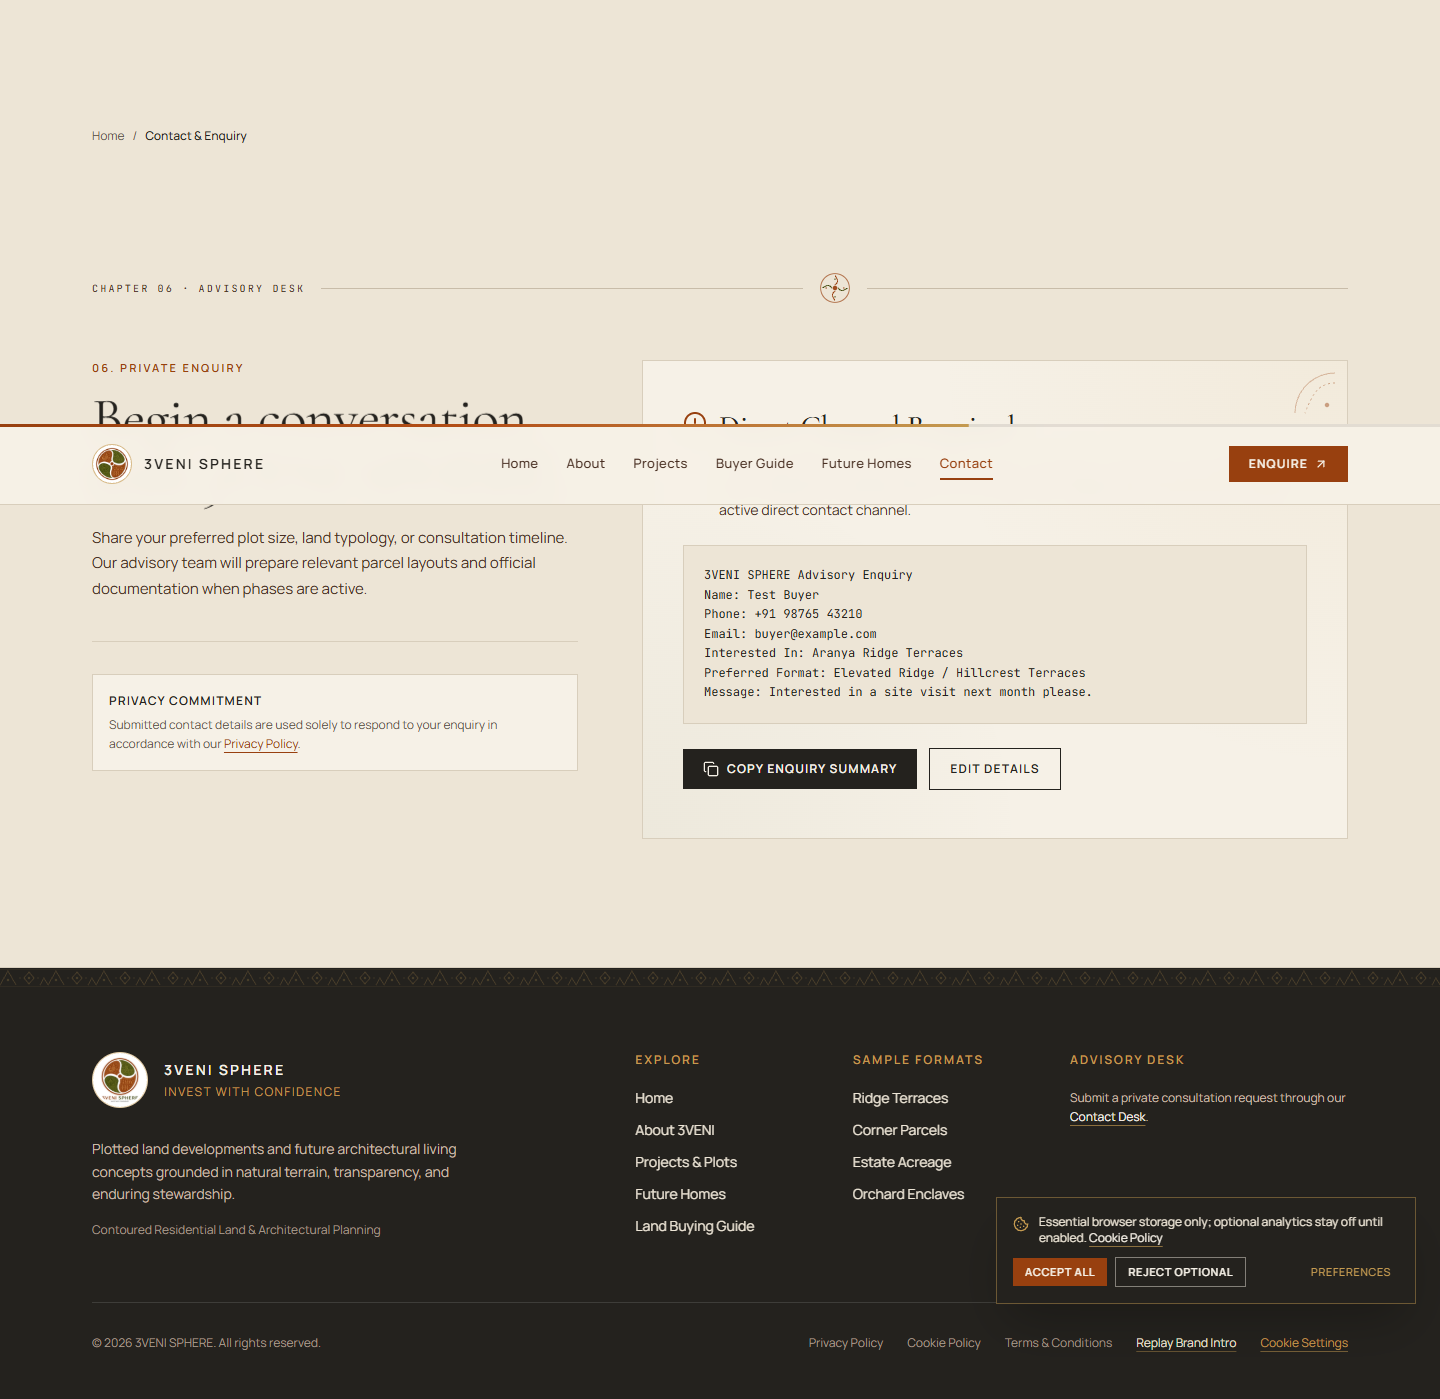 Home / Contact & Enquiry
CHAPTER 06 · ADVISORY DESK
06. PRIVATE ENQUIRY
Begin a conversation
3VENI SPHERE
Home About Projects Buyer Guide Future Homes Contact
ENQUIRE
Share your preferred plot size, land typology, or consultation timeline.
Our advisory team will prepare relevant parcel layouts and official
documentation when phases are active.
PRIVACY COMMITMENT
Submitted contact details are used solely to respond to your enquiry in
accordance with our Privacy Policy.
active direct contact channel.
3VENI SPHERE Advisory Enquiry
Name: Test Buyer
Phone: +91 98765 43210
Email: buyer@example.com
Interested In: Aranya Ridge Terraces
Preferred Format: Elevated Ridge / Hillcrest Terraces
Message: Interested in a site visit next month please.
COPY ENQUIRY SUMMARY
EDIT DETAILS
3VENI SPHERE
INVEST WITH CONFIDENCE
Plotted land developments and future architectural living
concepts grounded in natural terrain, transparency, and
enduring stewardship.
Contoured Residential Land & Architectural Planning
EXPLORE
Home
About 3VENI
Projects & Plots
Future Homes
Land Buying Guide
SAMPLE FORMATS
Ridge Terraces
Corner Parcels
Estate Acreage
Orchard Enclaves
ADVISORY DESK
Submit a private consultation request through our
Contact Desk.
Essential browser storage only; optional analytics stay off until
enabled. Cookie Policy
ACCEPT ALL
REJECT OPTIONAL
PREFERENCES
© 2026 3VENI SPHERE. All rights reserved.
Privacy Policy Cookie Policy Terms & Conditions Replay Brand Intro Cookie Settings